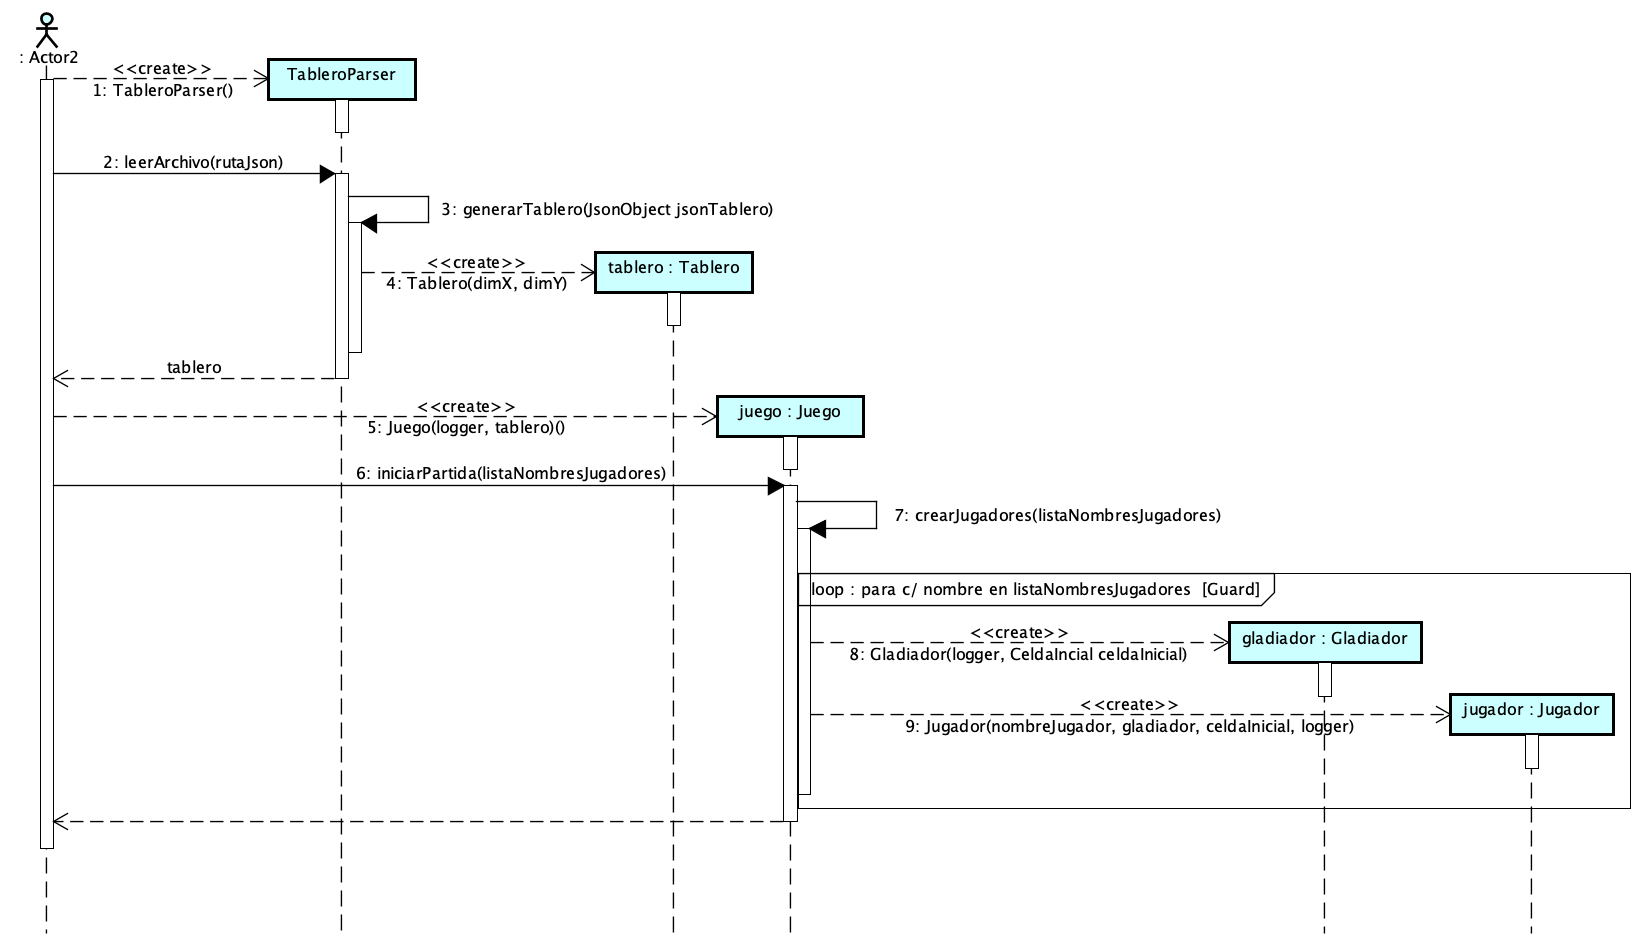 : Actor2
<<create>>
1: TableroParser()
TableroParser
2: leerArchivo(rutaJson)
3: generarTablero(JsonObject jsonTablero)
<<create>>
4: Tablero(dimX, dimY)
tablero : Tablero
tablero
<<create>>
5: Juego(logger, tablero)()
juego : Juego
6: iniciarPartida(listaNombresJugadores)
7: crearJugadores(listaNombresJugadores)
loop : para c/ nombre en listaNombresJugadores [Guard]
<<create>>
8: Gladiador(logger, CeldaIncial celdaInicial)
gladiador : Gladiador
<<create>>
9: Jugador(nombreJugador, gladiador, celdaInicial, logger)
jugador : Jugador